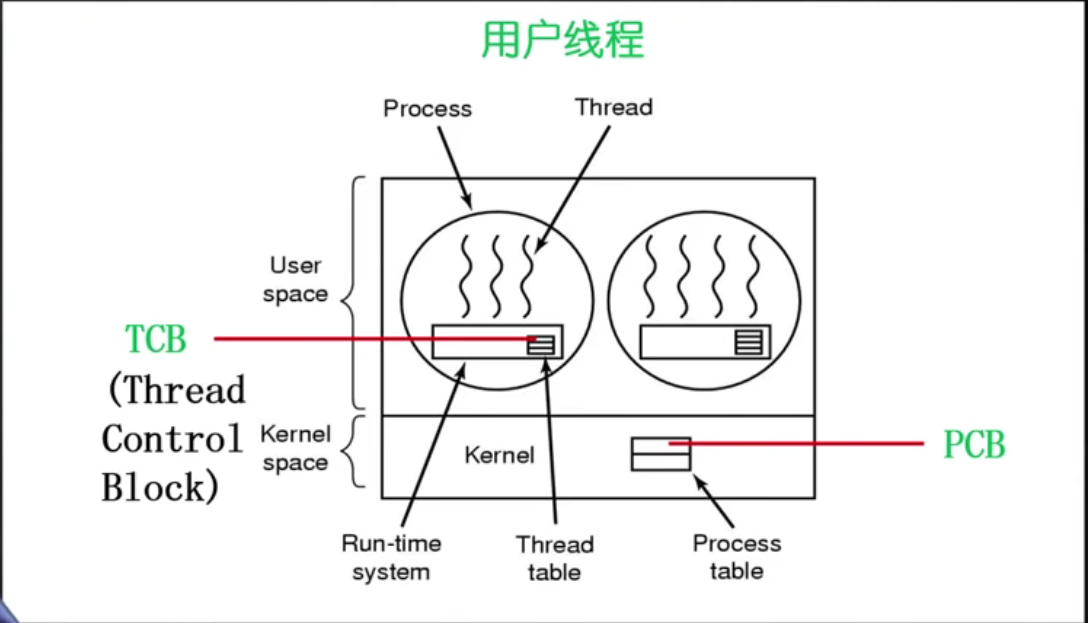 用户线程
Process
Thread
User
space
TCB
(Thread
Control
Block)
Kernel
space
Kernel
PCB
Run-time
system
Thread
table
Process
table